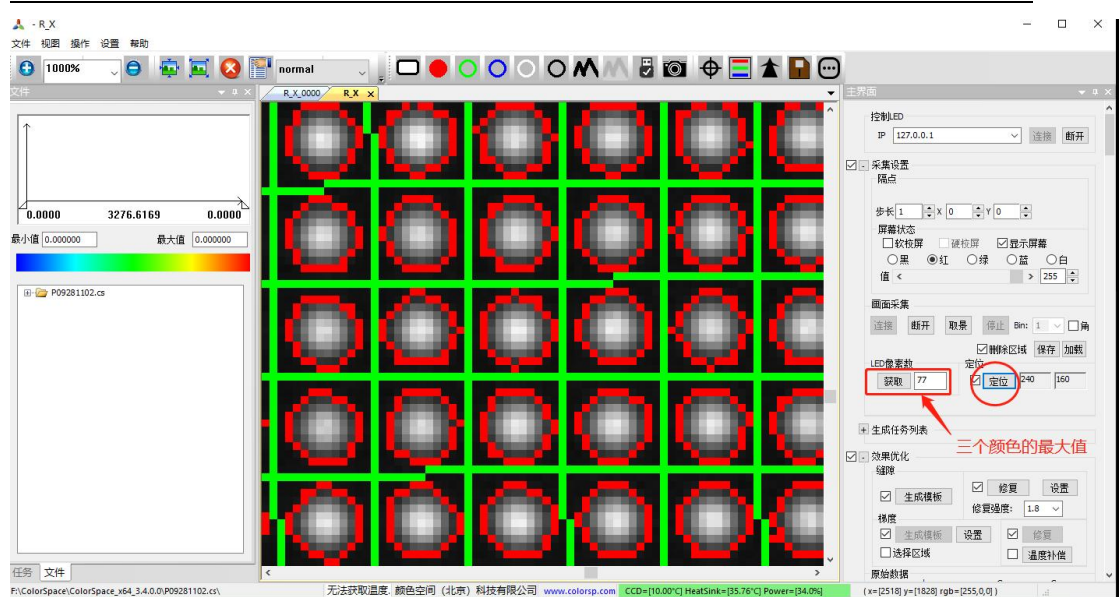 - R_X
文件 视图 操作 设置 帮助
1000% normal
文件
R_X_0000 R_X x
主界面
0.0000 3276.6169 0.0000
最小值 0.000000 最大值 0.000000
P09281102.cs
任务 文件
控制LED
IP 127.0.0.1 连接 断开
采集设置
隔点
步长 1 X 0 Y 0
屏幕状态
软校屏 硬校屏 显示屏幕
黑 红 绿 蓝 白
值 < > 255
画面采集
连接 断开 取景 停止 Bin: 1 角
删除区域 保存 加载
LED像素数 定位
获取 77 定位 240 160
生成任务列表
三个颜色的最大值
效果优化
缝隙
生成模板 修复 设置
修复强度: 1.8
梯度
生成模板 设置 修复
选择区域 温度补偿
原始数据
F:\ColorSpace\ColorSpace_x64_3.4.0.0\P09281102.cs\ 无法获取温度. 颜色空间（北京）科技有限公司 www.colorsp.com CCD=[10.00°C] HeatSink=[35.76°C] Power=[34.0%] ( x=[2518] y=[1828] rgb=[255,0,0] )